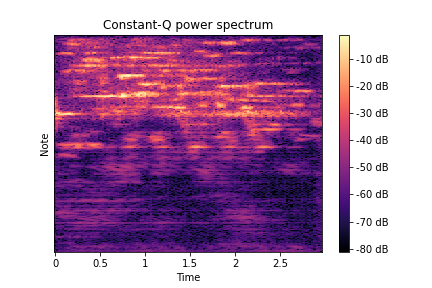 Constant-Q power spectrum
Note
-10 dB
-20 dB
-30 dB
-40 dB
-50 dB
-60 dB
-70 dB
-80 dB
0 0.5 1 1.5 2 2.5
Time